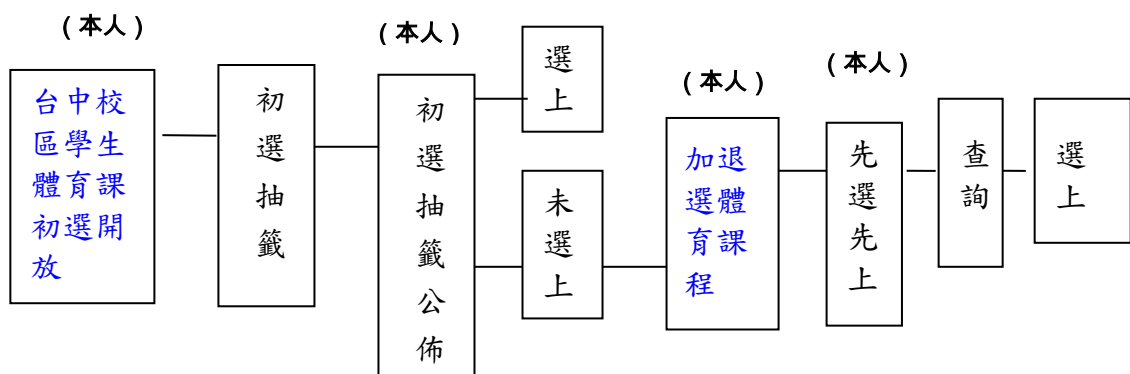 (本人)
台中校
區學生
體育課
初選開
放
初選抽籤
(本人)
初選抽籤公佈
選上
未選上
(本人)
加退
選體
育課
程
(本人)
先選先上
查詢
選上